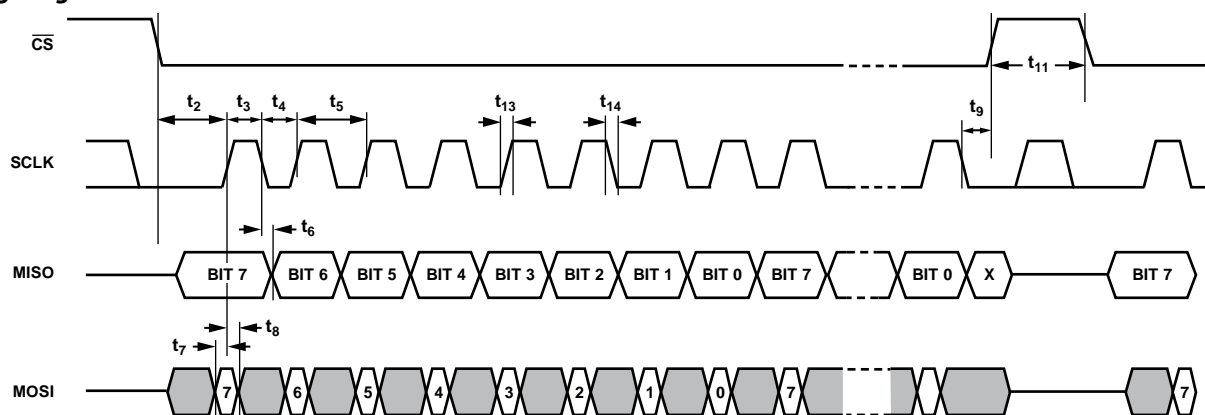 CS
t11
t2 t3 t4 t5 t13 t14 t9
SCLK
t6
MISO BIT 7 BIT 6 BIT 5 BIT 4 BIT 3 BIT 2 BIT 1 BIT 0 BIT 7 BIT 0 X BIT 7
t7 t8
MOSI 7 6 5 4 3 2 1 0 7 7